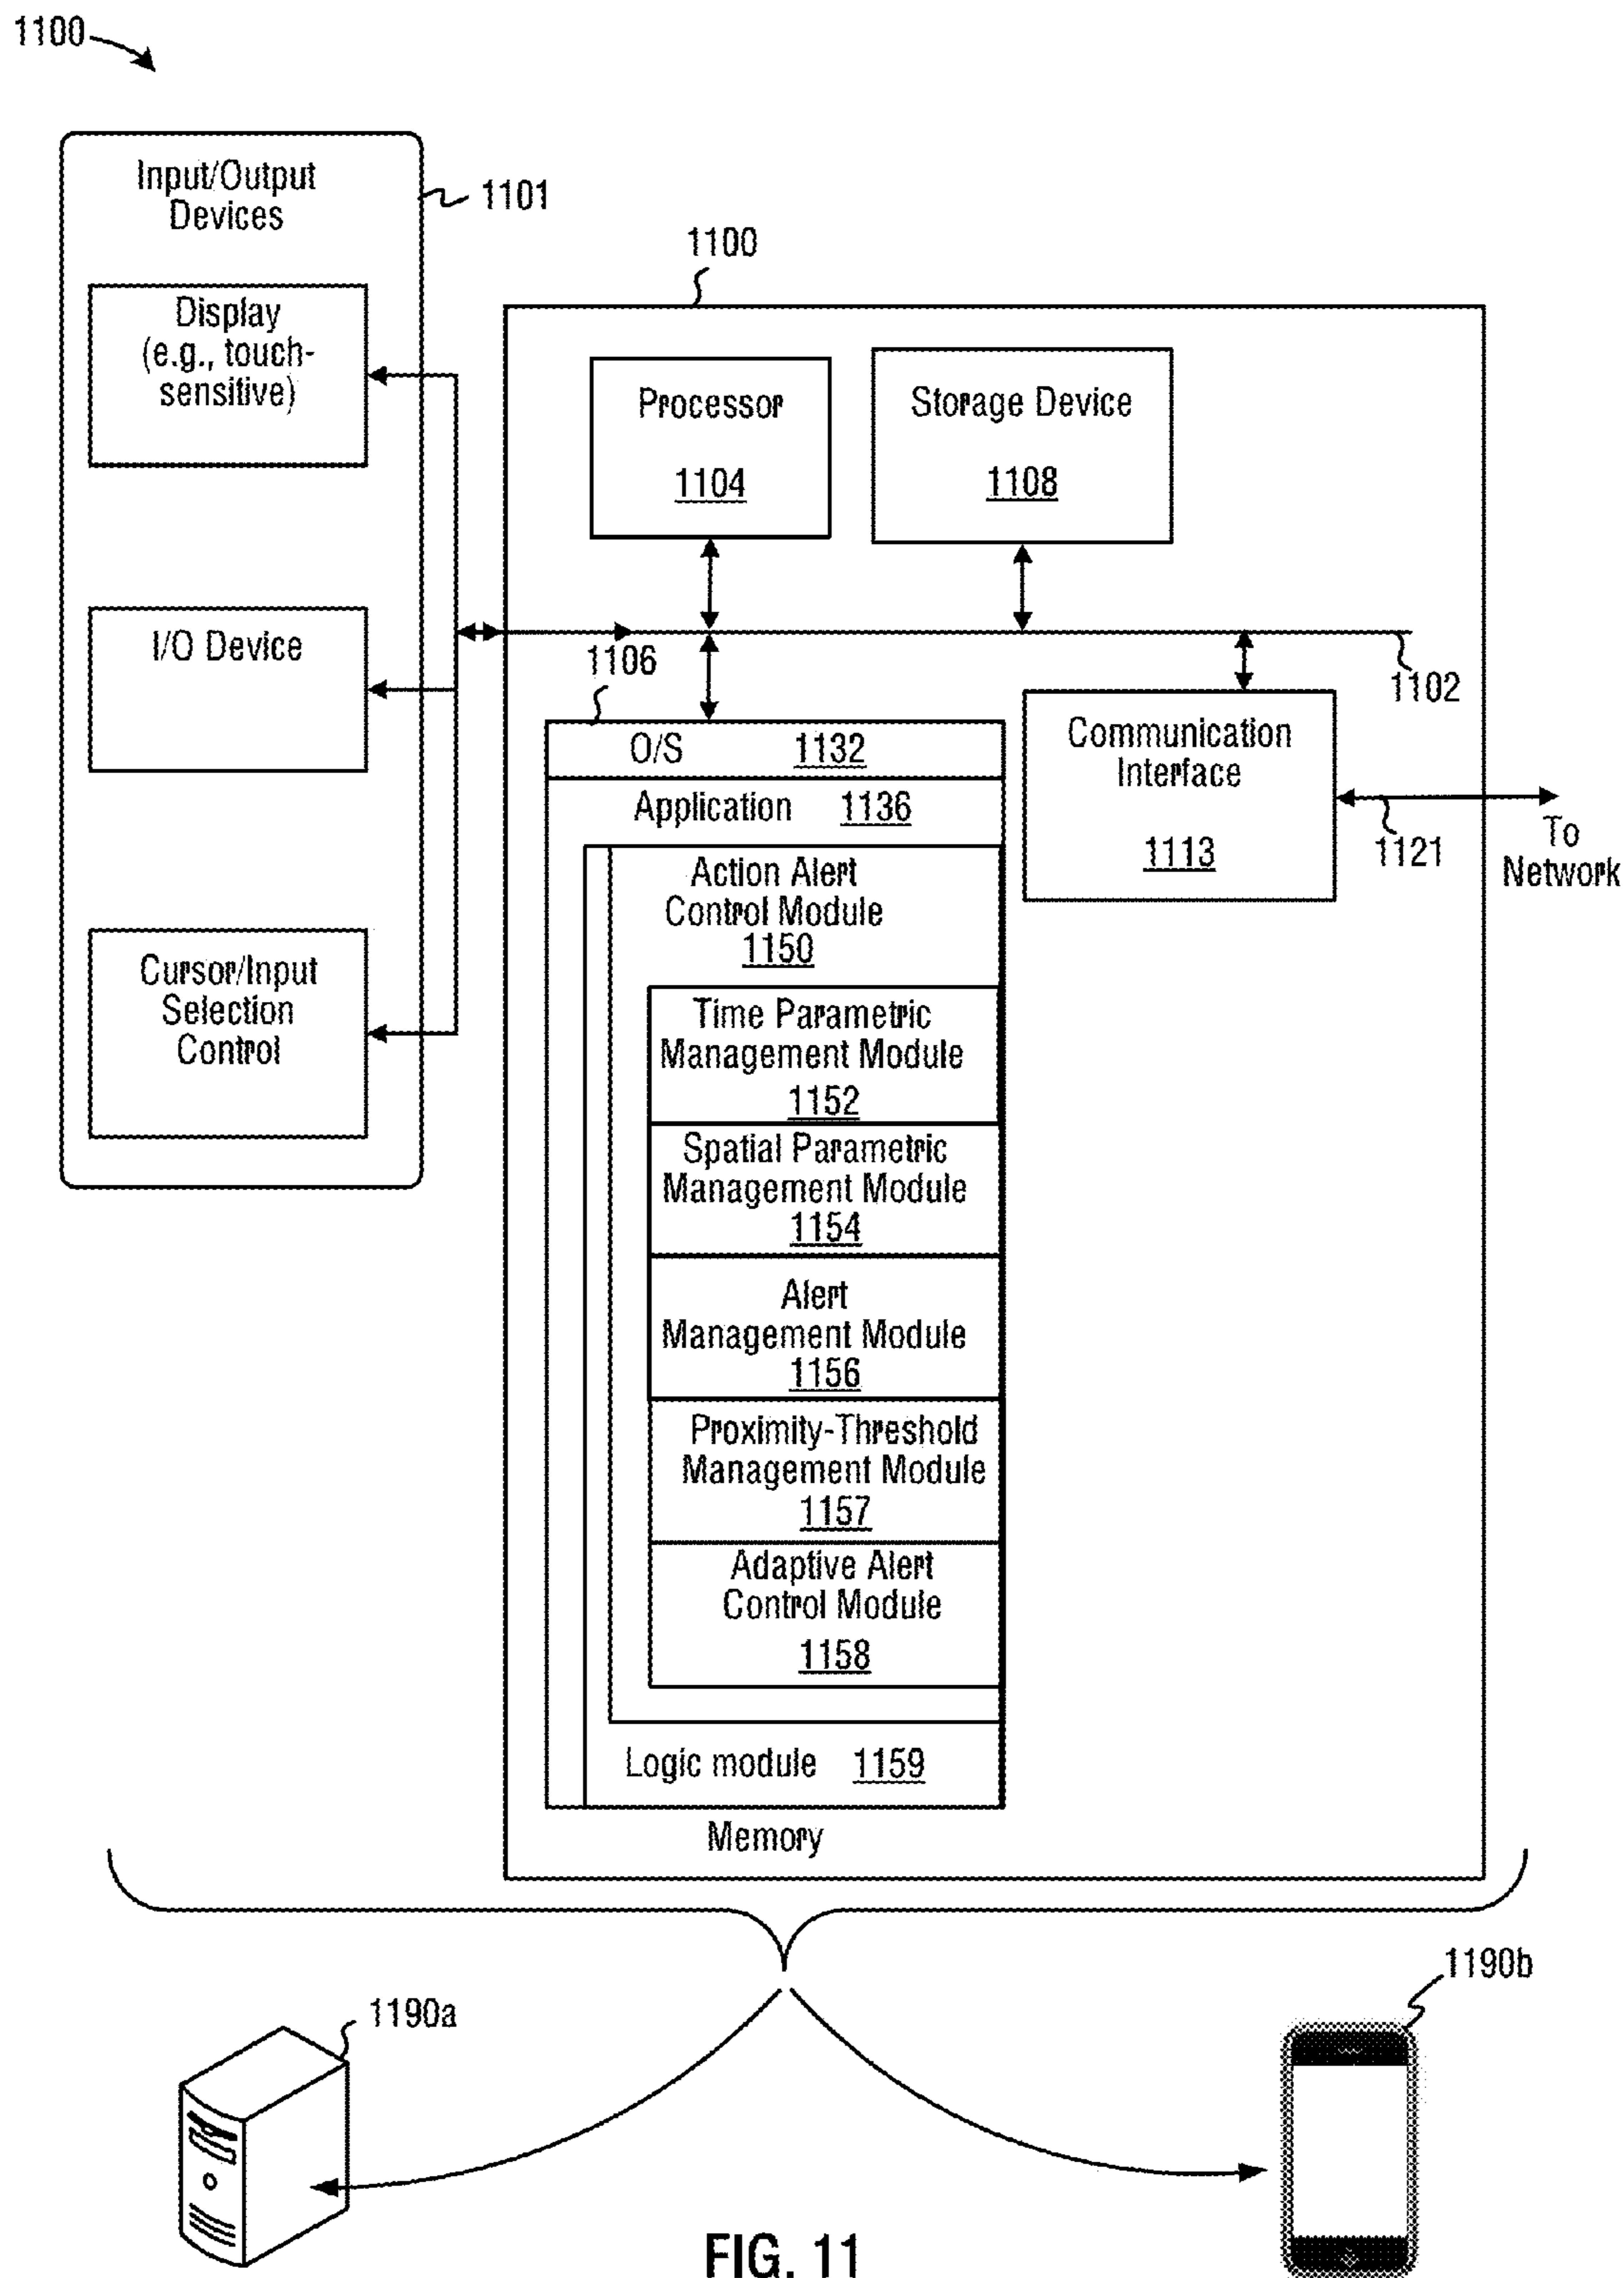 1100
Input/Output
Devices
1101
Display
(e.g., touch-
sensitive)
I/O Device
Cursor/Input
Selection
Control
1100
Processor
1104
Storage Device
1108
1106
1102
O/S 1132
Application 1136
Action Alert
Control Module
1150
Time Parametric
Management Module
1152
Spatial Parametric
Management Module
1154
Alert
Management Module
1156
Proximity-Threshold
Management Module
1157
Adaptive Alert
Control Module
1158
Logic module 1159
Memory
Communication
Interface
1113
1121
To
Network
1190a
1190b
FIG. 11